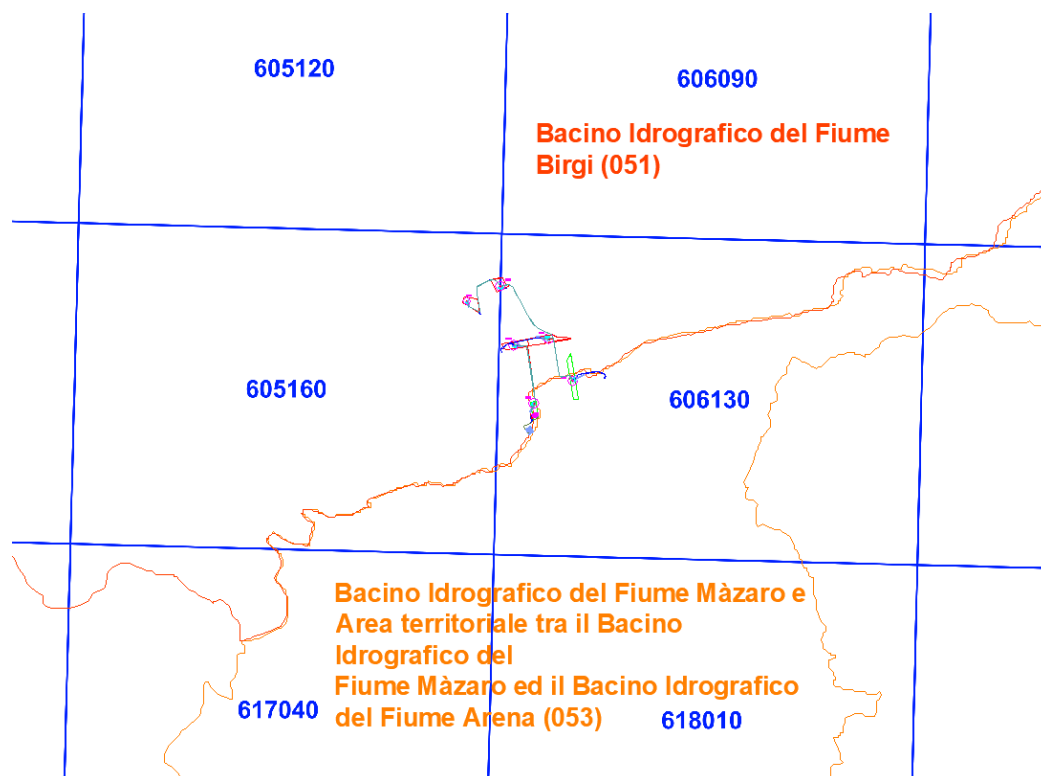 605120
606090
Bacino Idrografico del Fiume
Birgi (051)
605160
606130
Bacino Idrografico del Fiume Màzaro e
Area territoriale tra il Bacino
Idrografico del
Fiume Màzaro ed il Bacino Idrografico
del Fiume Arena (053)
617040
618010